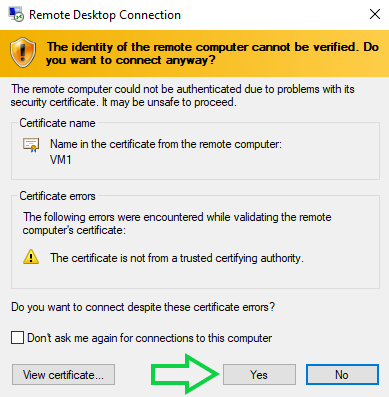 Remote Desktop Connection
The identity of the remote computer cannot be verified. Do
you want to connect anyway?
The remote computer could not be authenticated due to problems with its
security certificate. It may be unsafe to proceed.
Certificate name
Name in the certificate from the remote computer:
VM1
Certificate errors
The following errors were encountered while validating the remote
computer's certificate:
The certificate is not from a trusted certifying authority.
Do you want to connect despite these certificate errors?
Don't ask me again for connections to this computer
View certificate... Yes No